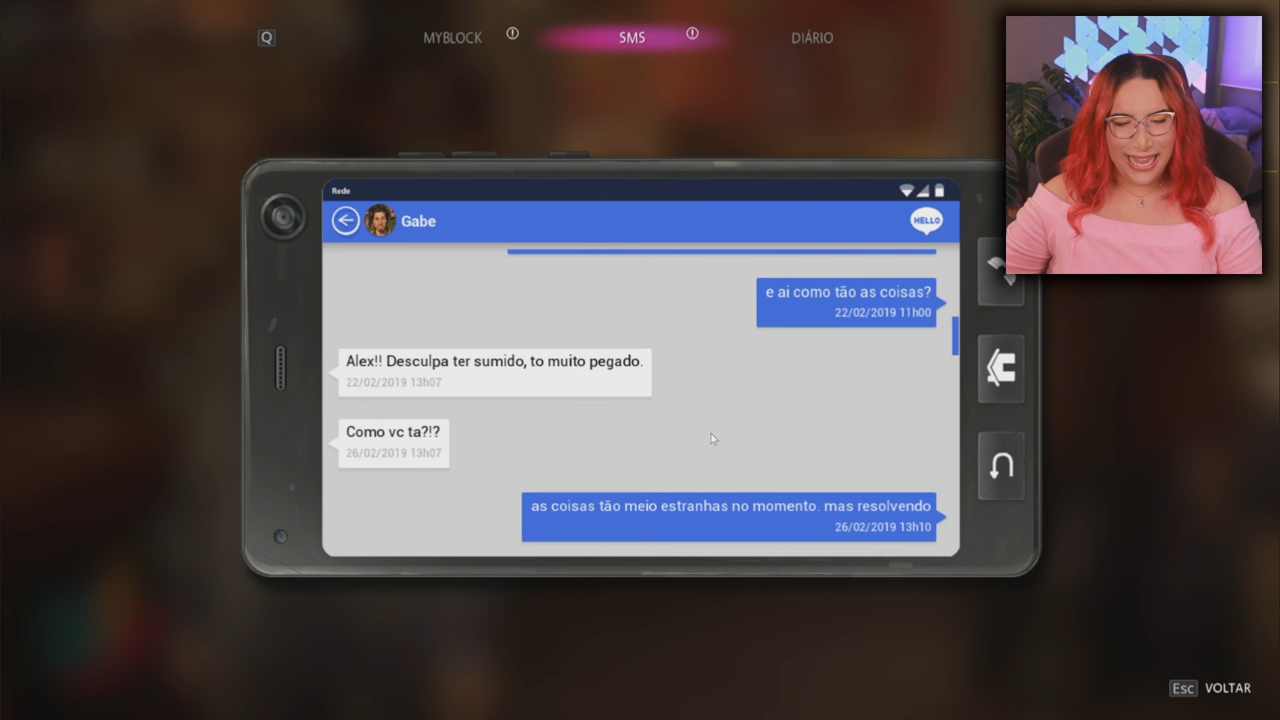 Q
MYBLOCK
SMS
DIÁRIO
Rede
Gabe
HELLO
e ai como tão as coisas?
22/02/2019 11h00
Alex!! Desculpa ter sumido, to muito pegado.
22/02/2019 13h07
Como vc ta?!?
26/02/2019 13h07
as coisas tão meio estranhas no momento. mas resolvendo
26/02/2019 13h10
Esc VOLTAR